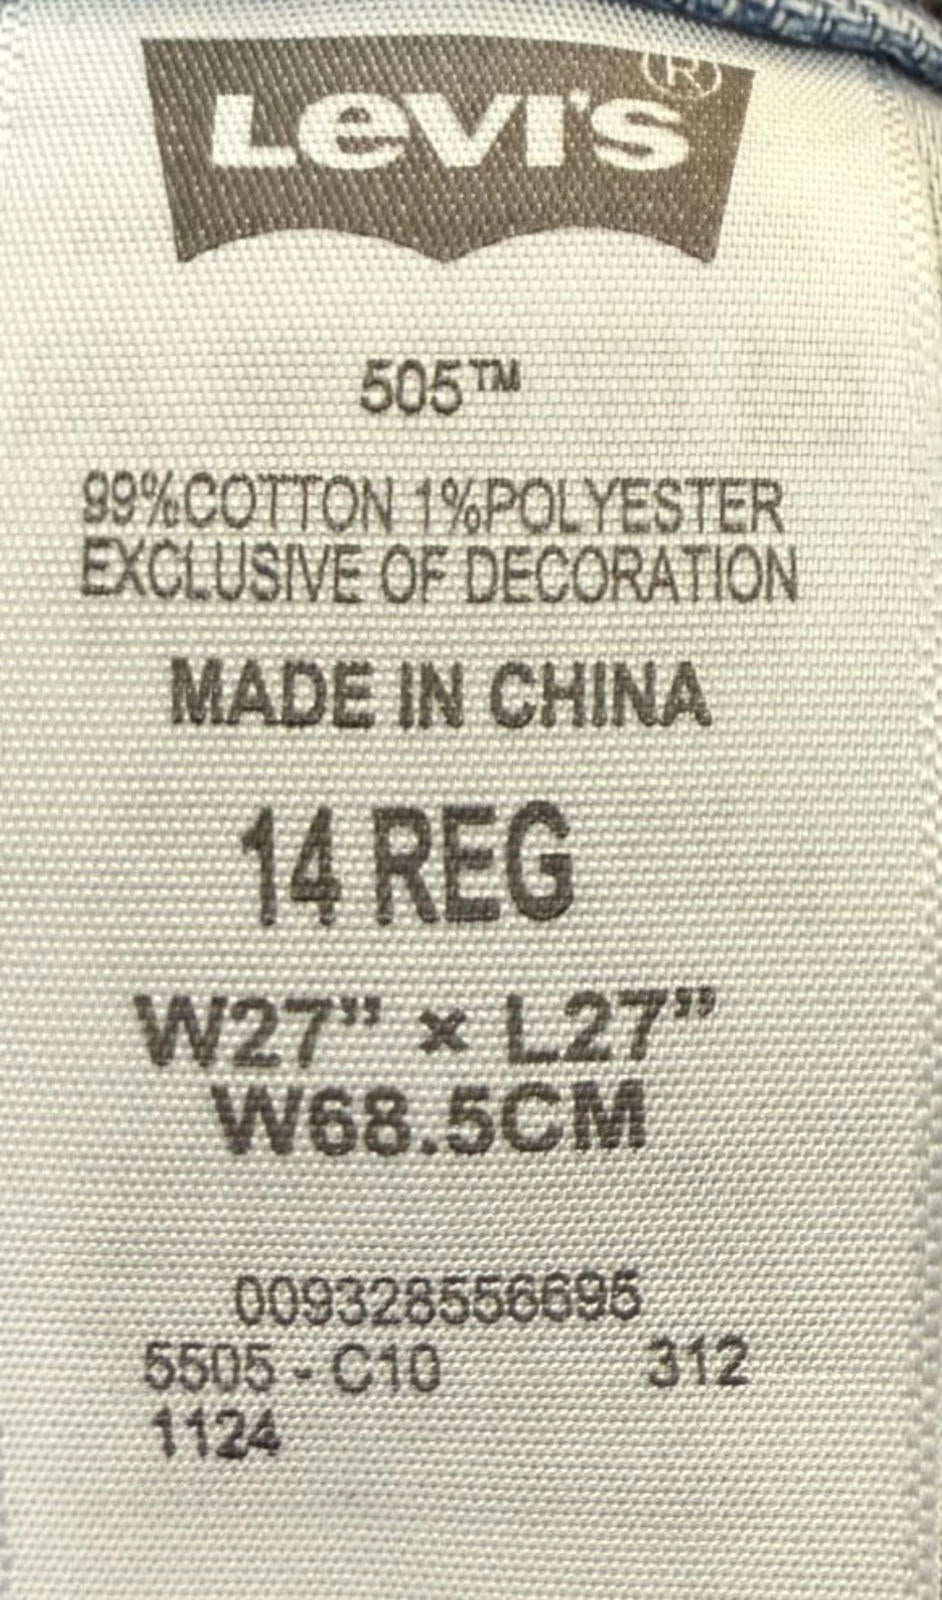 LEVI'S®
505™
99%COTTON 1%POLYESTER
EXCLUSIVE OF DECORATION
MADE IN CHINA
14 REG
W27” × L27”
W68.5CM
009328556695
5505 - C10 312
1124